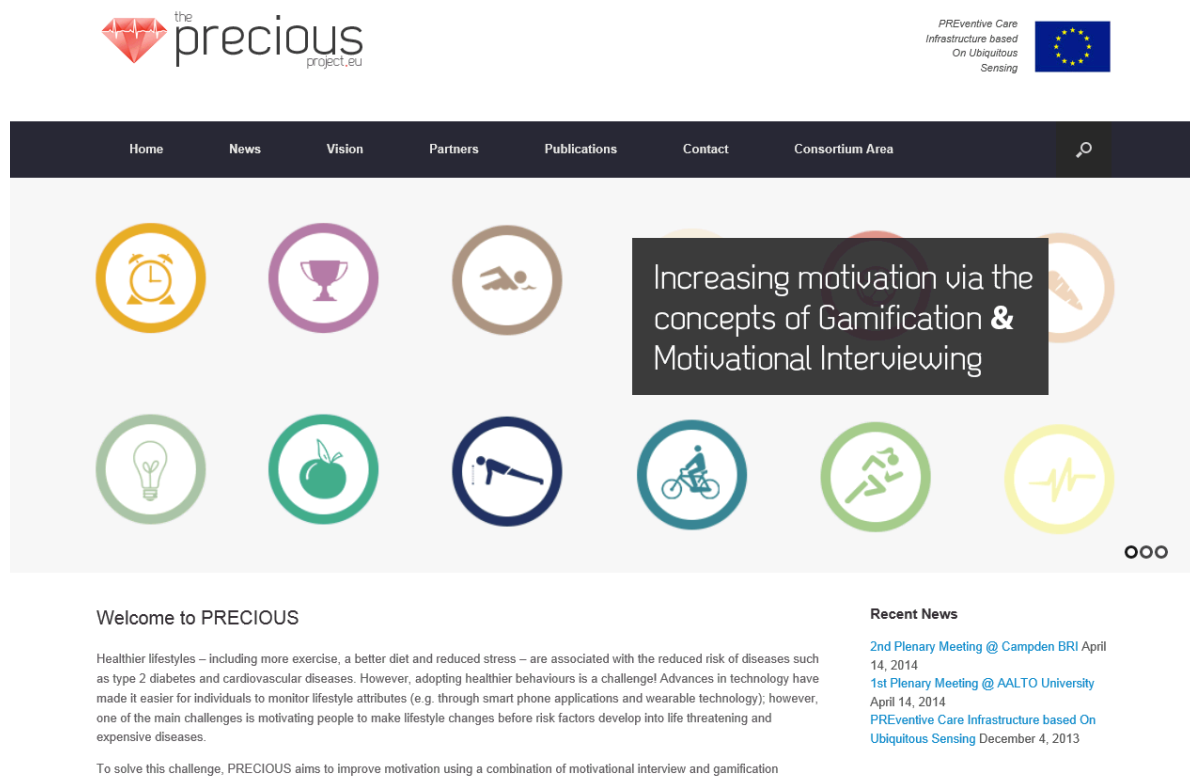 the
precious
project.eu
PREventive Care
Infrastructure based
On Ubiquitous
Sensing
Home News Vision Partners Publications Contact Consortium Area
Increasing motivation via the
concepts of Gamification &
Motivational Interviewing
Welcome to PRECIOUS
Healthier lifestyles – including more exercise, a better diet and reduced stress – are associated with the reduced risk of diseases such
as type 2 diabetes and cardiovascular diseases. However, adopting healthier behaviours is a challenge! Advances in technology have
made it easier for individuals to monitor lifestyle attributes (e.g. through smart phone applications and wearable technology); however,
one of the main challenges is motivating people to make lifestyle changes before risk factors develop into life threatening and
expensive diseases.
To solve this challenge, PRECIOUS aims to improve motivation using a combination of motivational interview and gamification
Recent News
2nd Plenary Meeting @ Campden BRI April
14, 2014
1st Plenary Meeting @ AALTO University
April 14, 2014
PREventive Care Infrastructure based On
Ubiquitous Sensing December 4, 2013